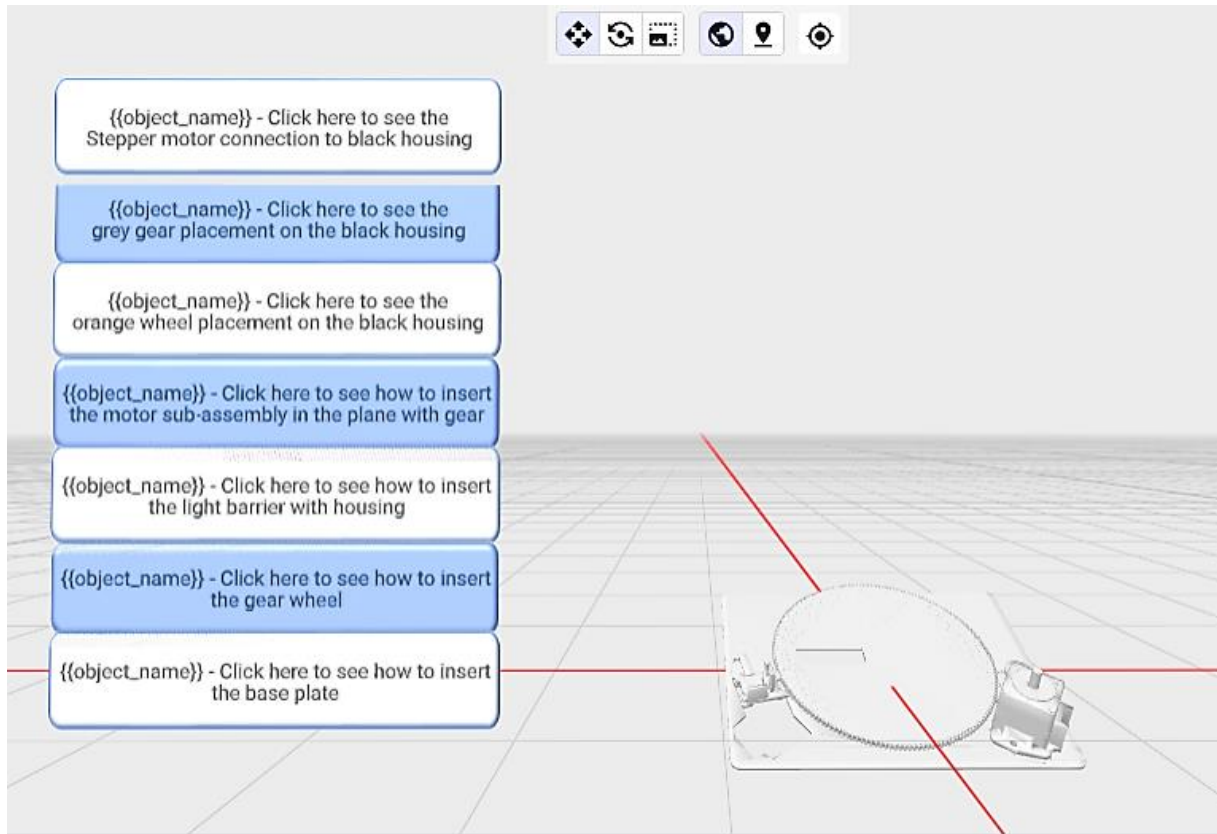 {{object_name}} - Click here to see the
Stepper motor connection to black housing
{{object_name}} - Click here to see the
grey gear placement on the black housing
{{object_name}} - Click here to see the
orange wheel placement on the black housing
{{object_name}} - Click here to see how to insert
the motor sub-assembly in the plane with gear
{{object_name}} - Click here to see how to insert
the light barrier with housing
{{object_name}} - Click here to see how to insert
the gear wheel
{{object_name}} - Click here to see how to insert
the base plate